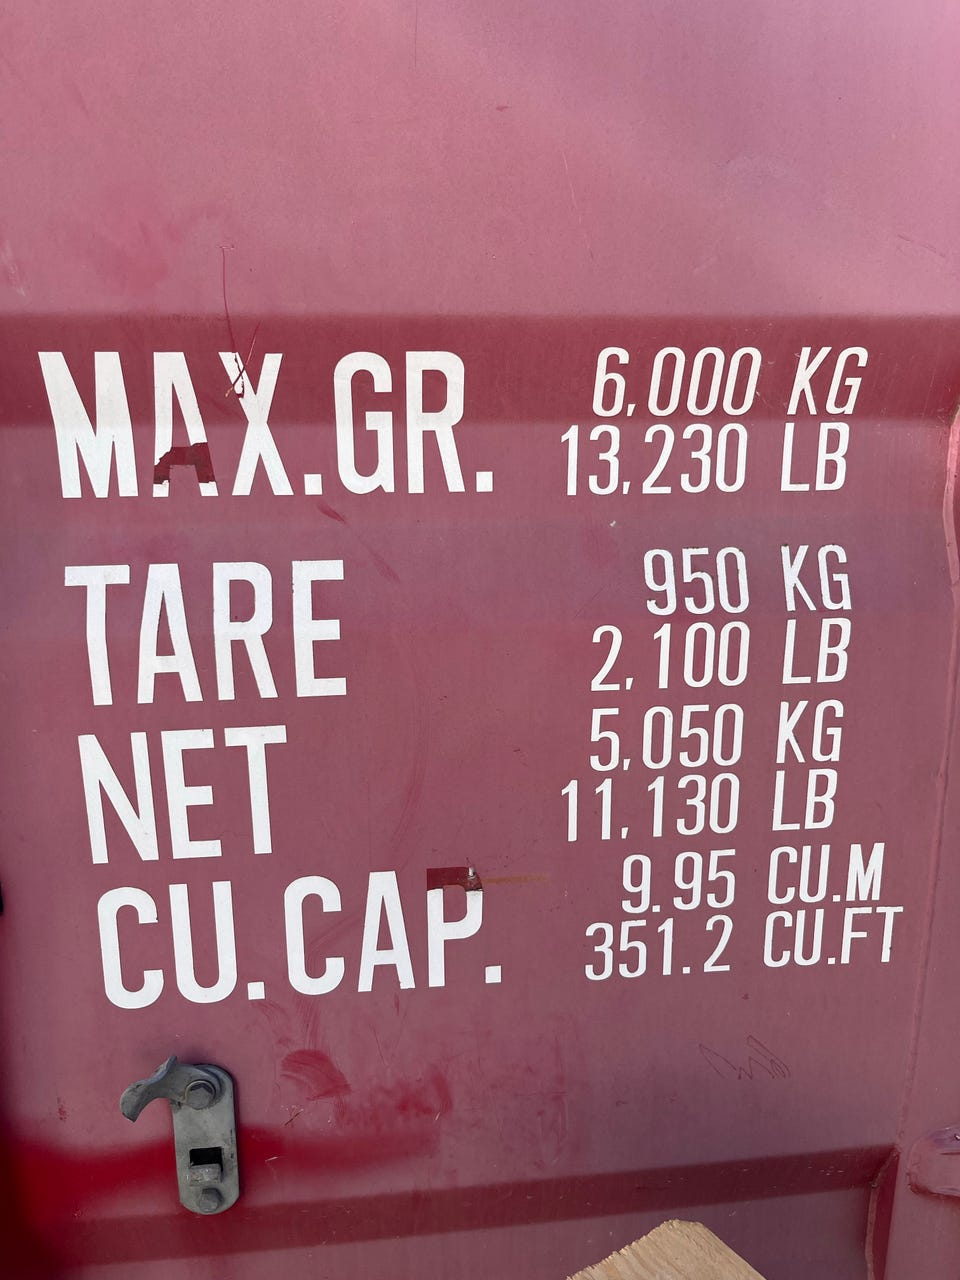 MAX.GR. 6,000 KG
13,230 LB
TARE 950 KG
2,100 LB
NET 5,050 KG
11,130 LB
CU.CAP. 9.95 CU.M
351.2 CU.FT